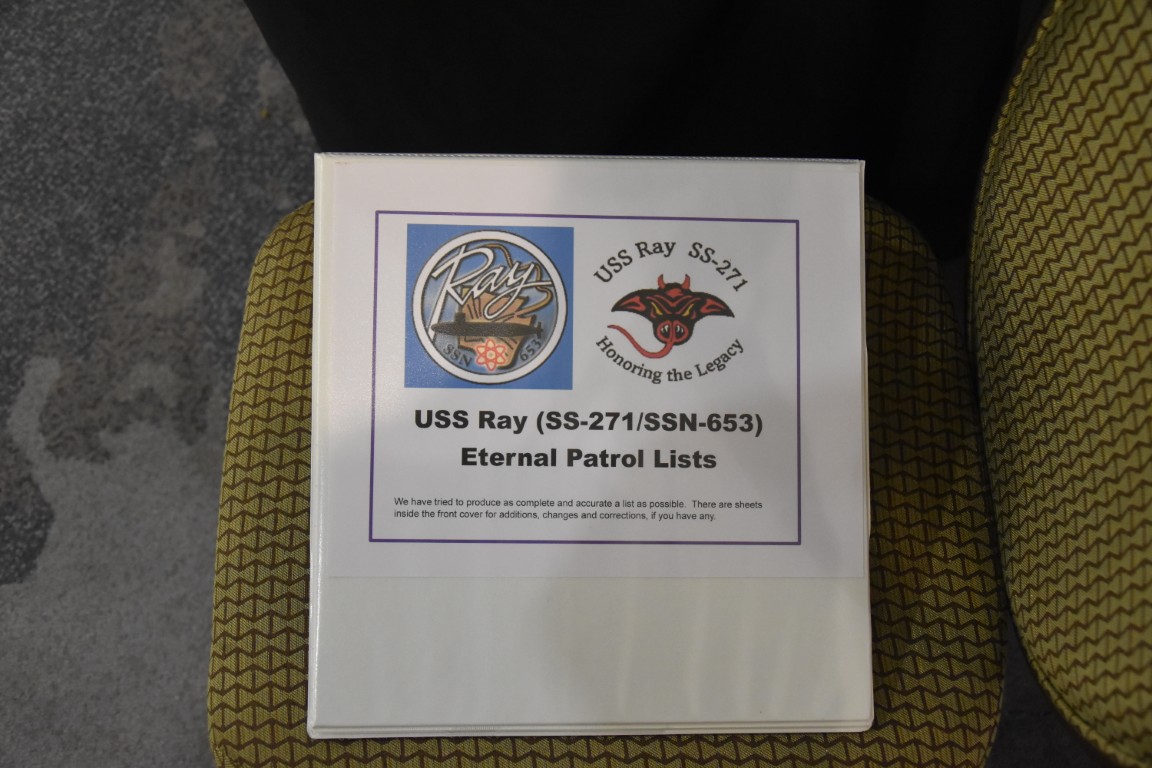 Ray
SSN 653
USS Ray SS-271
Honoring the Legacy
USS Ray (SS-271/SSN-653)
Eternal Patrol Lists
We have tried to produce as complete and accurate a list as possible. There are sheets
inside the front cover for additions, changes and corrections, if you have any.